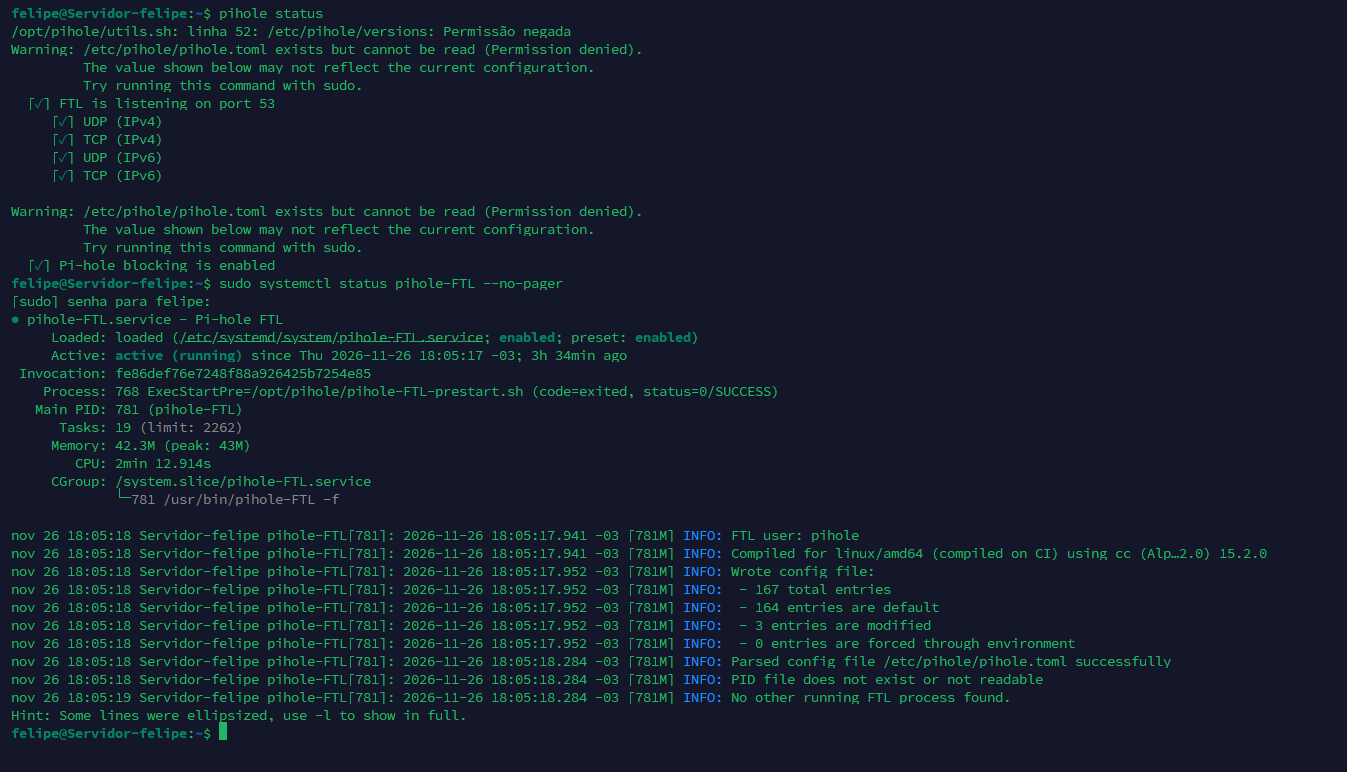 felipe@Servidor-felipe:~$ pihole status
/opt/pihole/utils.sh: linha 52: /etc/pihole/versions: Permissão negada
Warning: /etc/pihole/pihole.toml exists but cannot be read (Permission denied).
         The value shown below may not reflect the current configuration.
         Try running this command with sudo.
  [✓] FTL is listening on port 53
     [✓] UDP (IPv4)
     [✓] TCP (IPv4)
     [✓] UDP (IPv6)
     [✓] TCP (IPv6)

Warning: /etc/pihole/pihole.toml exists but cannot be read (Permission denied).
         The value shown below may not reflect the current configuration.
         Try running this command with sudo.
  [✓] Pi-hole blocking is enabled
felipe@Servidor-felipe:~$ sudo systemctl status pihole-FTL --no-pager
[sudo] senha para felipe:
● pihole-FTL.service - Pi-hole FTL
     Loaded: loaded (/etc/systemd/system/pihole-FTL.service; enabled; preset: enabled)
     Active: active (running) since Thu 2026-11-26 18:05:17 -03; 3h 34min ago
 Invocation: fe86def76e7248f88a926425b7254e85
    Process: 768 ExecStartPre=/opt/pihole/pihole-FTL-prestart.sh (code=exited, status=0/SUCCESS)
   Main PID: 781 (pihole-FTL)
      Tasks: 19 (limit: 2262)
     Memory: 42.3M (peak: 43M)
        CPU: 2min 12.914s
     CGroup: /system.slice/pihole-FTL.service
             └─781 /usr/bin/pihole-FTL -f

nov 26 18:05:18 Servidor-felipe pihole-FTL[781]: 2026-11-26 18:05:17.941 -03 [781M] INFO: FTL user: pihole
nov 26 18:05:18 Servidor-felipe pihole-FTL[781]: 2026-11-26 18:05:17.941 -03 [781M] INFO: Compiled for linux/amd64 (compiled on CI) using cc (Alp…2.0) 15.2.0
nov 26 18:05:18 Servidor-felipe pihole-FTL[781]: 2026-11-26 18:05:17.952 -03 [781M] INFO: Wrote config file:
nov 26 18:05:18 Servidor-felipe pihole-FTL[781]: 2026-11-26 18:05:17.952 -03 [781M] INFO:  - 167 total entries
nov 26 18:05:18 Servidor-felipe pihole-FTL[781]: 2026-11-26 18:05:17.952 -03 [781M] INFO:  - 164 entries are default
nov 26 18:05:18 Servidor-felipe pihole-FTL[781]: 2026-11-26 18:05:17.952 -03 [781M] INFO:  - 3 entries are modified
nov 26 18:05:18 Servidor-felipe pihole-FTL[781]: 2026-11-26 18:05:17.952 -03 [781M] INFO:  - 0 entries are forced through environment
nov 26 18:05:18 Servidor-felipe pihole-FTL[781]: 2026-11-26 18:05:18.284 -03 [781M] INFO: Parsed config file /etc/pihole/pihole.toml successfully
nov 26 18:05:18 Servidor-felipe pihole-FTL[781]: 2026-11-26 18:05:18.284 -03 [781M] INFO: PID file does not exist or not readable
nov 26 18:05:19 Servidor-felipe pihole-FTL[781]: 2026-11-26 18:05:18.284 -03 [781M] INFO: No other running FTL process found.
Hint: Some lines were ellipsized, use -l to show in full.
felipe@Servidor-felipe:~$